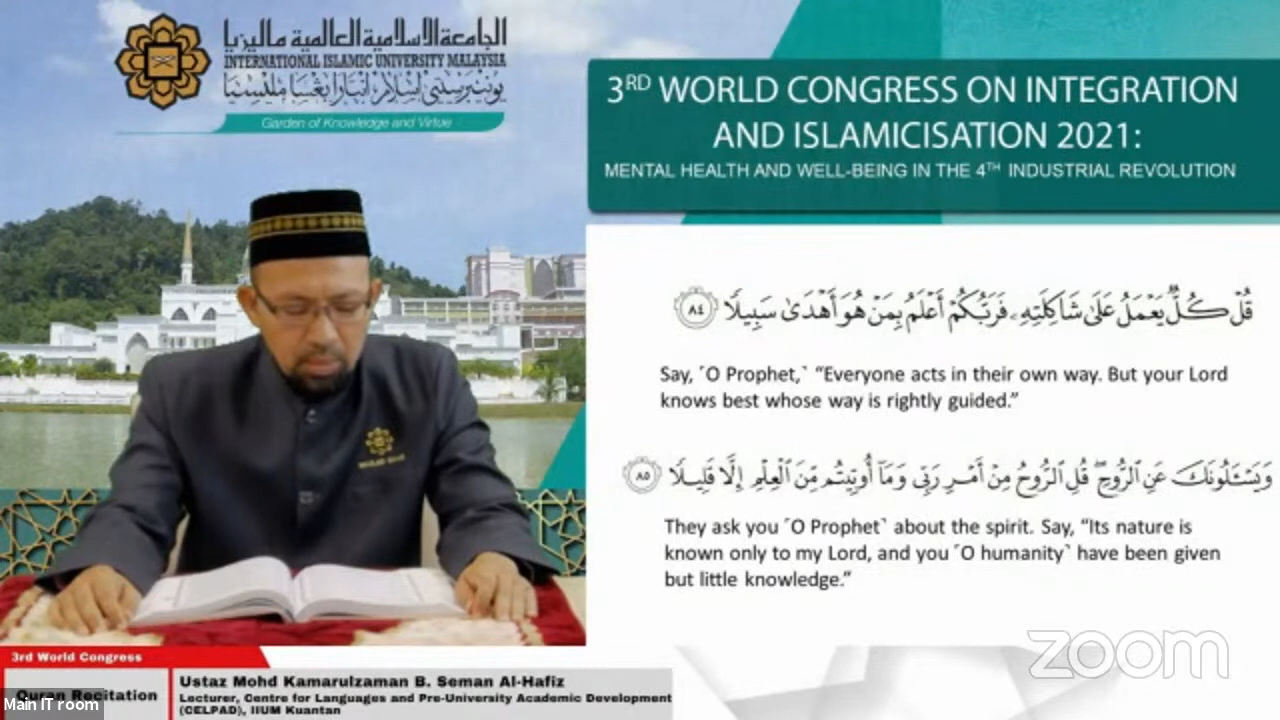 الجامعة الاسلامية العالمية ماليزيا
INTERNATIONAL ISLAMIC UNIVERSITY MALAYSIA
يونيۏرسيتي اسلام انتارابڠسا مليسيا
Garden of Knowledge and Virtue
3RD WORLD CONGRESS ON INTEGRATION
AND ISLAMICISATION 2021:
MENTAL HEALTH AND WELL-BEING IN THE 4TH INDUSTRIAL REVOLUTION
قُلْ كُلٌّ يَعْمَلُ عَلَىٰ شَاكِلَتِهِۦ فَرَبُّكُمْ أَعْلَمُ بِمَنْ هُوَ أَهْدَىٰ سَبِيلًا ٨٤
Say, ˹O Prophet,˺ “Everyone acts in their own way. But your Lord
knows best whose way is rightly guided.”
وَيَسْـَٔلُونَكَ عَنِ ٱلرُّوحِ ۖ قُلِ ٱلرُّوحُ مِنْ أَمْرِ رَبِّى وَمَآ أُوتِيتُم مِّنَ ٱلْعِلْمِ إِلَّا قَلِيلًا ٨٥
They ask you ˹O Prophet˺ about the spirit. Say, “Its nature is
known only to my Lord, and you ˹O humanity˺ have been given
but little knowledge.”
zoom
3rd World Congress
Quran Recitation
Ustaz Mohd Kamarulzaman B. Seman Al-Hafiz
Lecturer, Centre for Languages and Pre-University Academic Development
(CELPAD), IIUM Kuantan
Main IT room